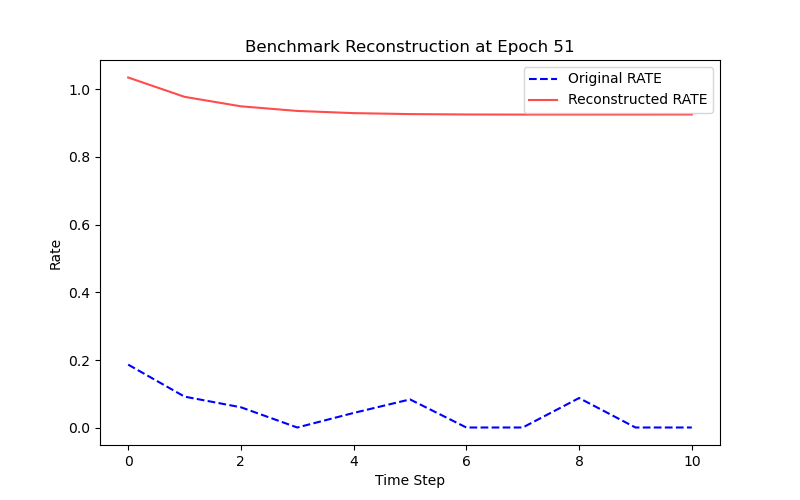 Benchmark Reconstruction at Epoch 51
Original RATE
Reconstructed RATE
1.0
0.8
0.6
0.4
0.2
0.0
Rate
0 2 4 6 8 10
Time Step